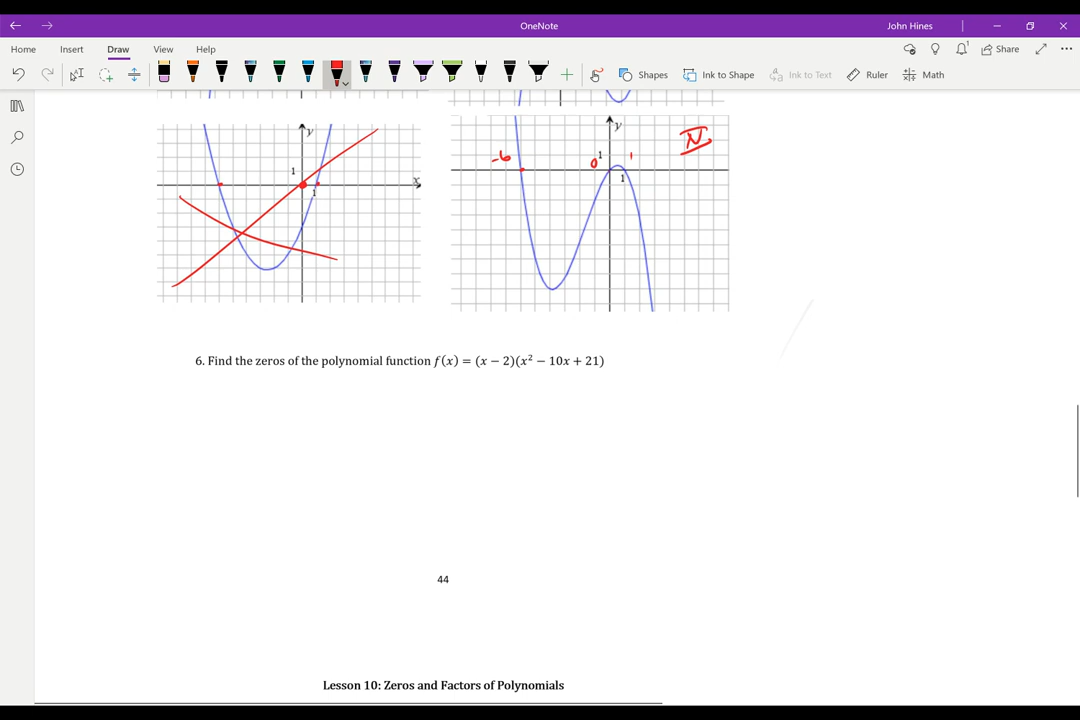 OneNote
John Hines
Home Insert Draw View Help
Share
Shapes Ink to Shape Ink to Text Ruler Math
y
1
x
1
y
N
-6
0
1
1
1
6. Find the zeros of the polynomial function f(x) = (x − 2)(x² − 10x + 21)
44
Lesson 10: Zeros and Factors of Polynomials